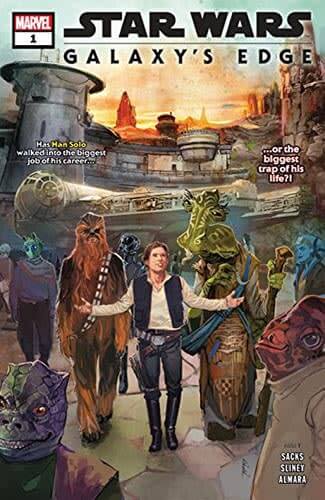 MARVEL
1
STAR WARS
GALAXY'S EDGE
Has Han Solo
walked into the biggest
job of his career...
...or the
biggest
trap of his
life?!
SACKS
SLINEY
ALMARA